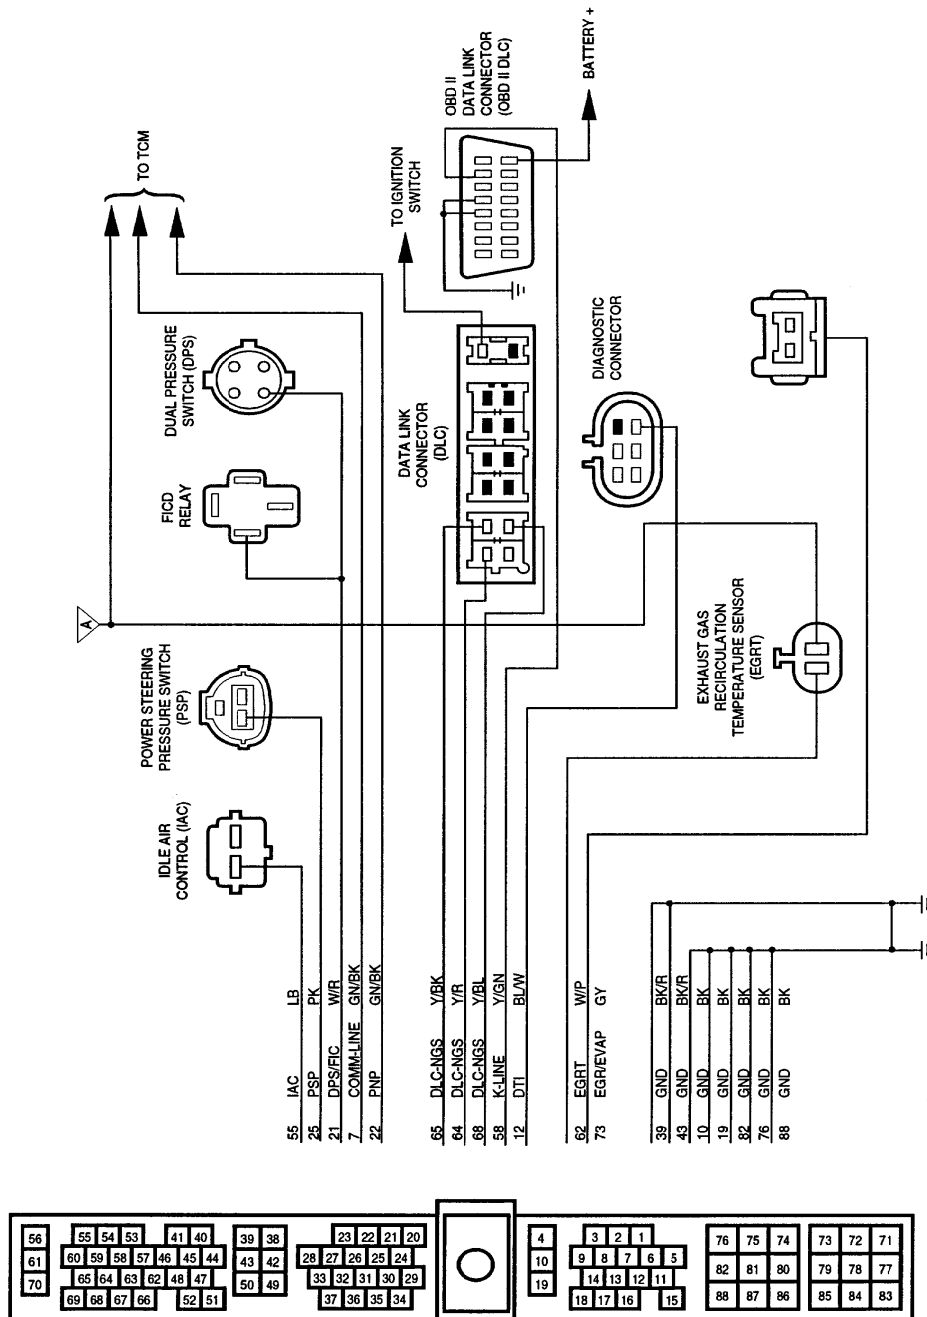 BATTERY +
OBD II
DATA LINK
CONNECTOR
(OBD II DLC)
TO TCM
TO IGNITION
SWITCH
DUAL PRESSURE
SWITCH (DPS)
DATA LINK
CONNECTOR
(DLC)
DIAGNOSTIC
CONNECTOR
FICD
RELAY
A
POWER STEERING
PRESSURE SWITCH
(PSP)
EXHAUST GAS
RECIRCULATION
TEMPERATURE SENSOR
(EGRT)
IDLE AIR
CONTROL (IAC)
55 IAC LB
25 PSP PK
21 DPS/FIC W/R
7 COMM-LINE GN/BK
22 PNP GN/BK
65 DLC-NGS Y/BK
64 DLC-NGS Y/R
68 DLC-NGS Y/BL
58 K-LINE Y/GN
12 DTI BL/W
62 EGRT W/P
73 EGR/EVAP GY
39 GND BK/R
43 GND BK/R
10 GND BK
19 GND BK
82 GND BK
76 GND BK
88 GND BK
56 55 54 53 41 40 39 38 23 22 21 20 4 3 2 1 76 75 74 73 72 71
61 60 59 58 57 46 45 44 43 42 28 27 26 25 24 10 9 8 7 6 5 82 81 80 79 78 77
70 65 64 63 62 48 47 50 49 33 32 31 30 29 19 14 13 12 11 88 87 86 85 84 83
69 68 67 66 52 51 37 36 35 34 18 17 16 15